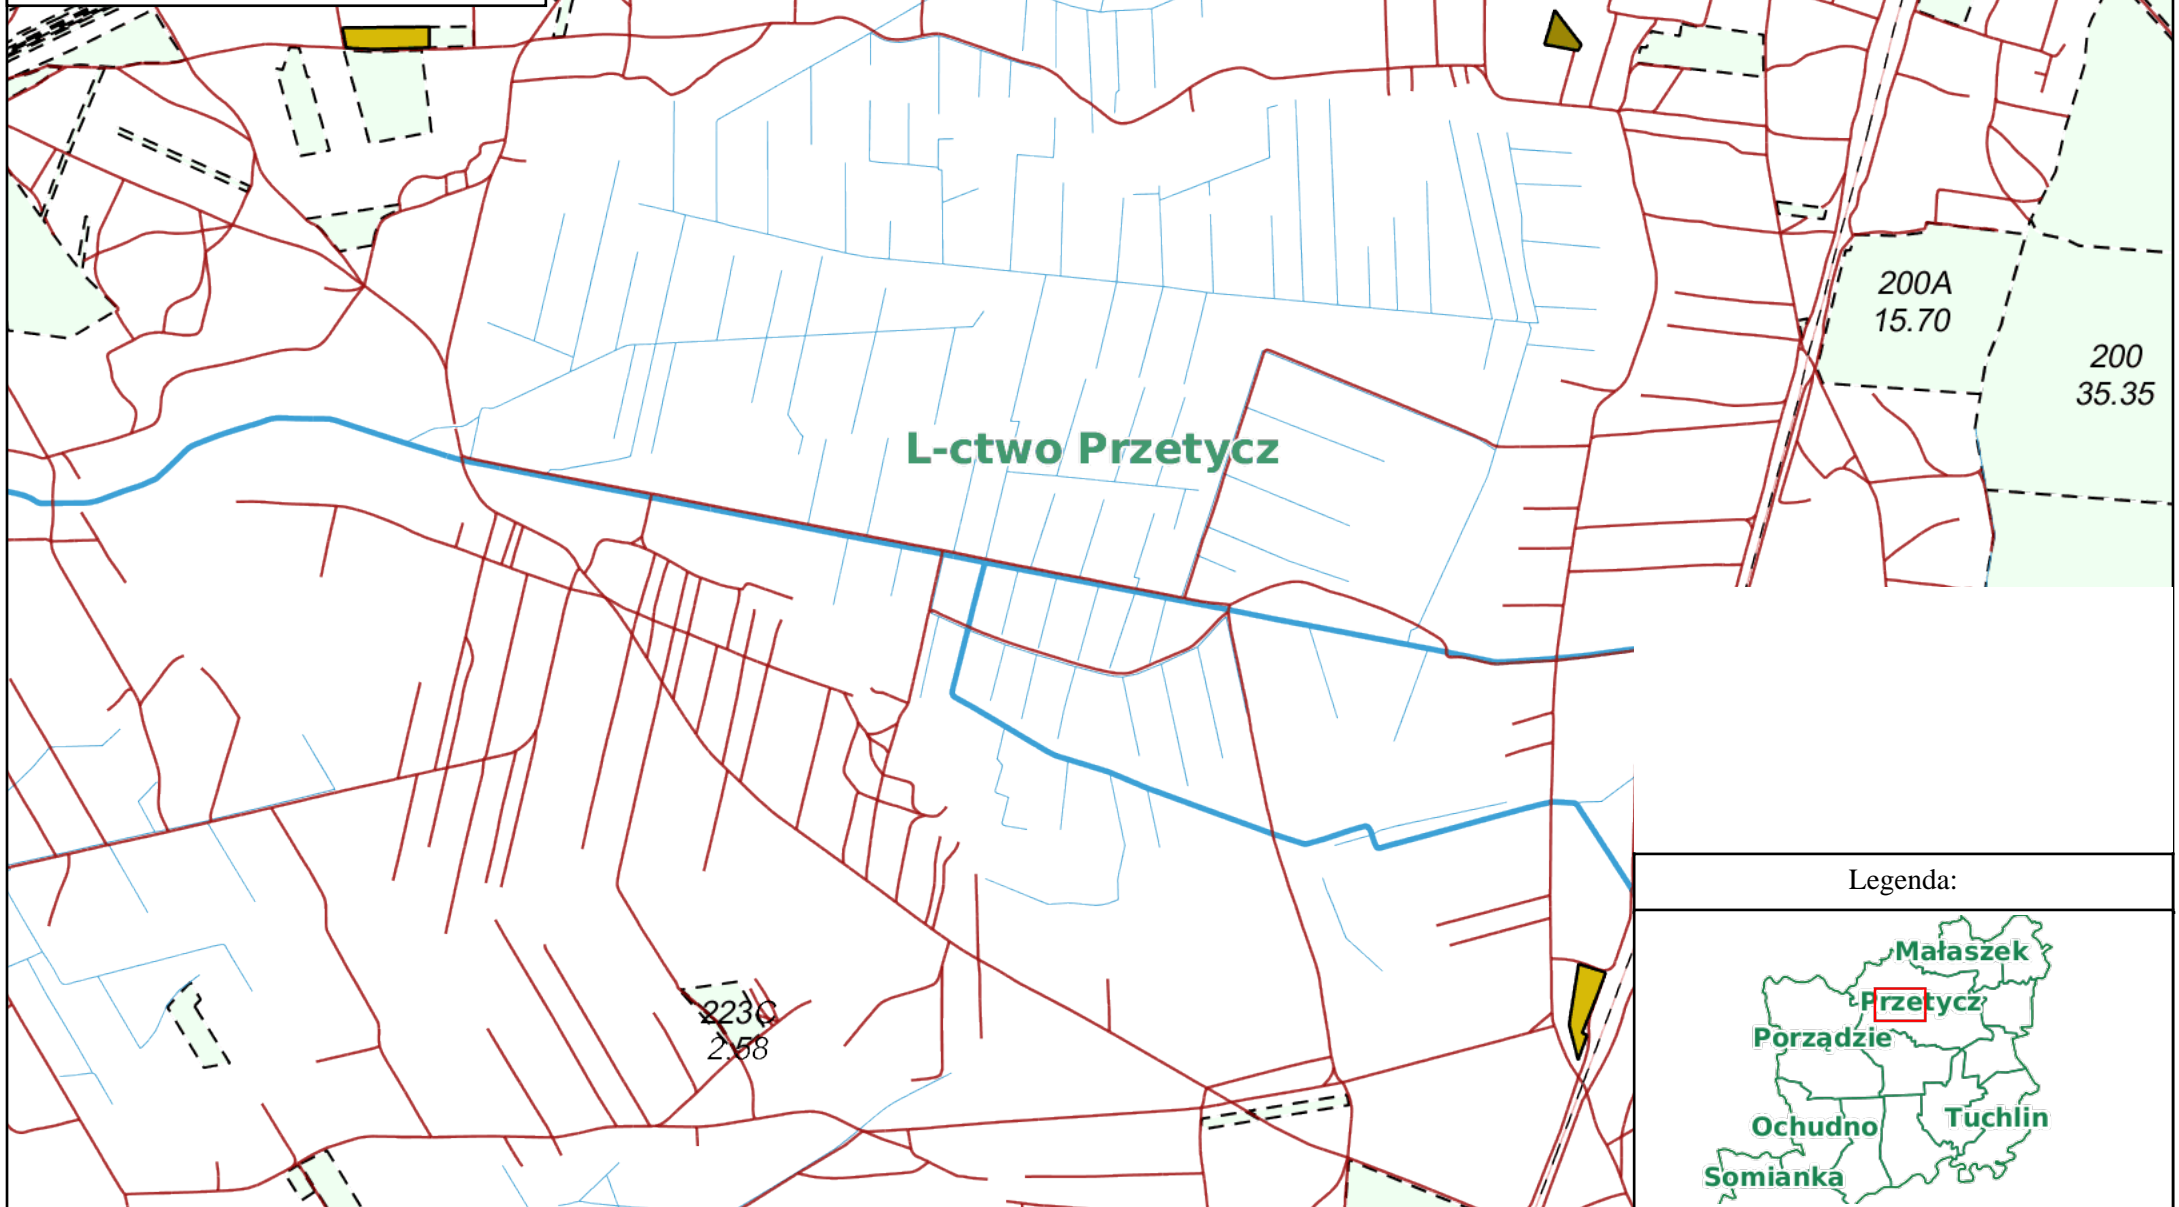 200A
15.70
200
35.35
L-ctwo Przetycz
223C
2.58
Legenda:
Małaszek
Przetycz
Porządzie
Ochudno
Tuchlin
Somianka